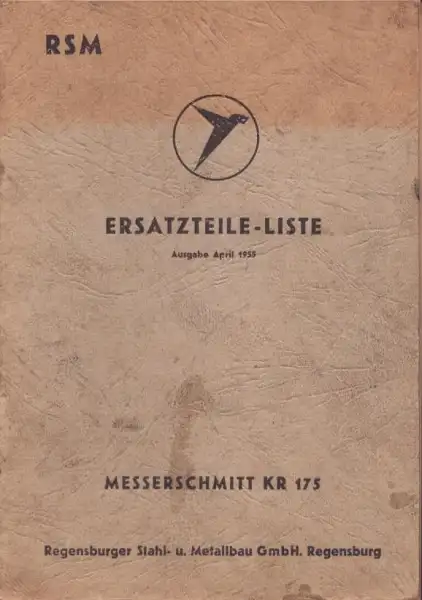 RSM
ERSATZTEILE-LISTE
Ausgabe April 1955
MESSERSCHMITT KR 175
Regensburger Stahl- u. Metallbau GmbH. Regensburg